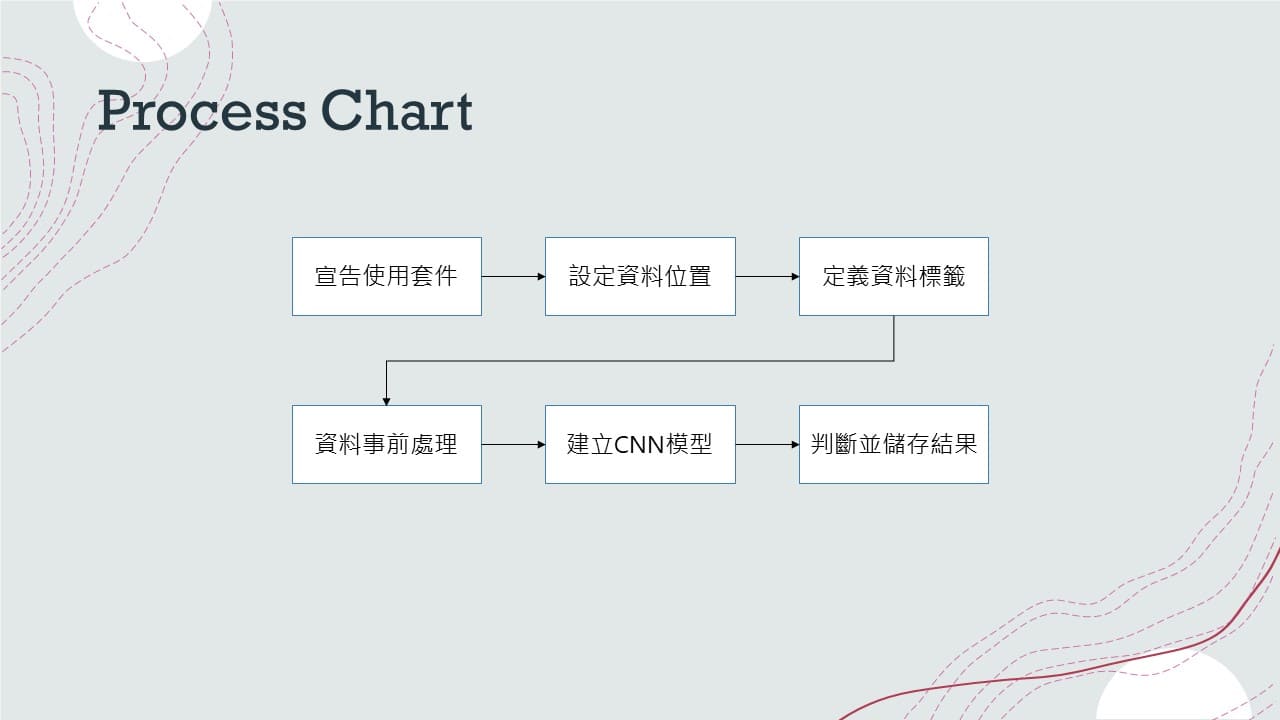 Process Chart
宣告使用套件
設定資料位置
定義資料標籤
資料事前處理
建立CNN模型
判斷並儲存結果